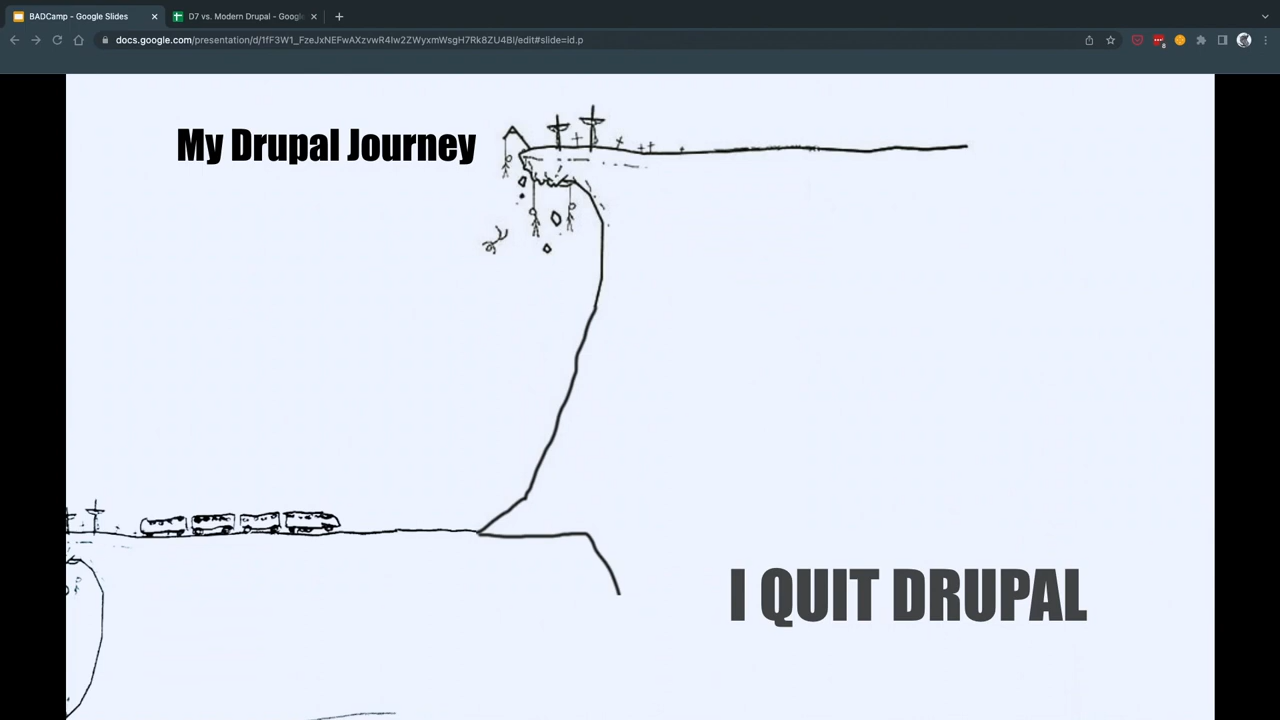 BADCamp - Google Slides
D7 vs. Modern Drupal - Google
docs.google.com/presentation/d/1fF3W1_FzeJxNEFwAXzvwR4Iw2ZWyxmWsgH7Rk8ZU4BI/edit#slide=id.p
8
My Drupal Journey
I QUIT DRUPAL